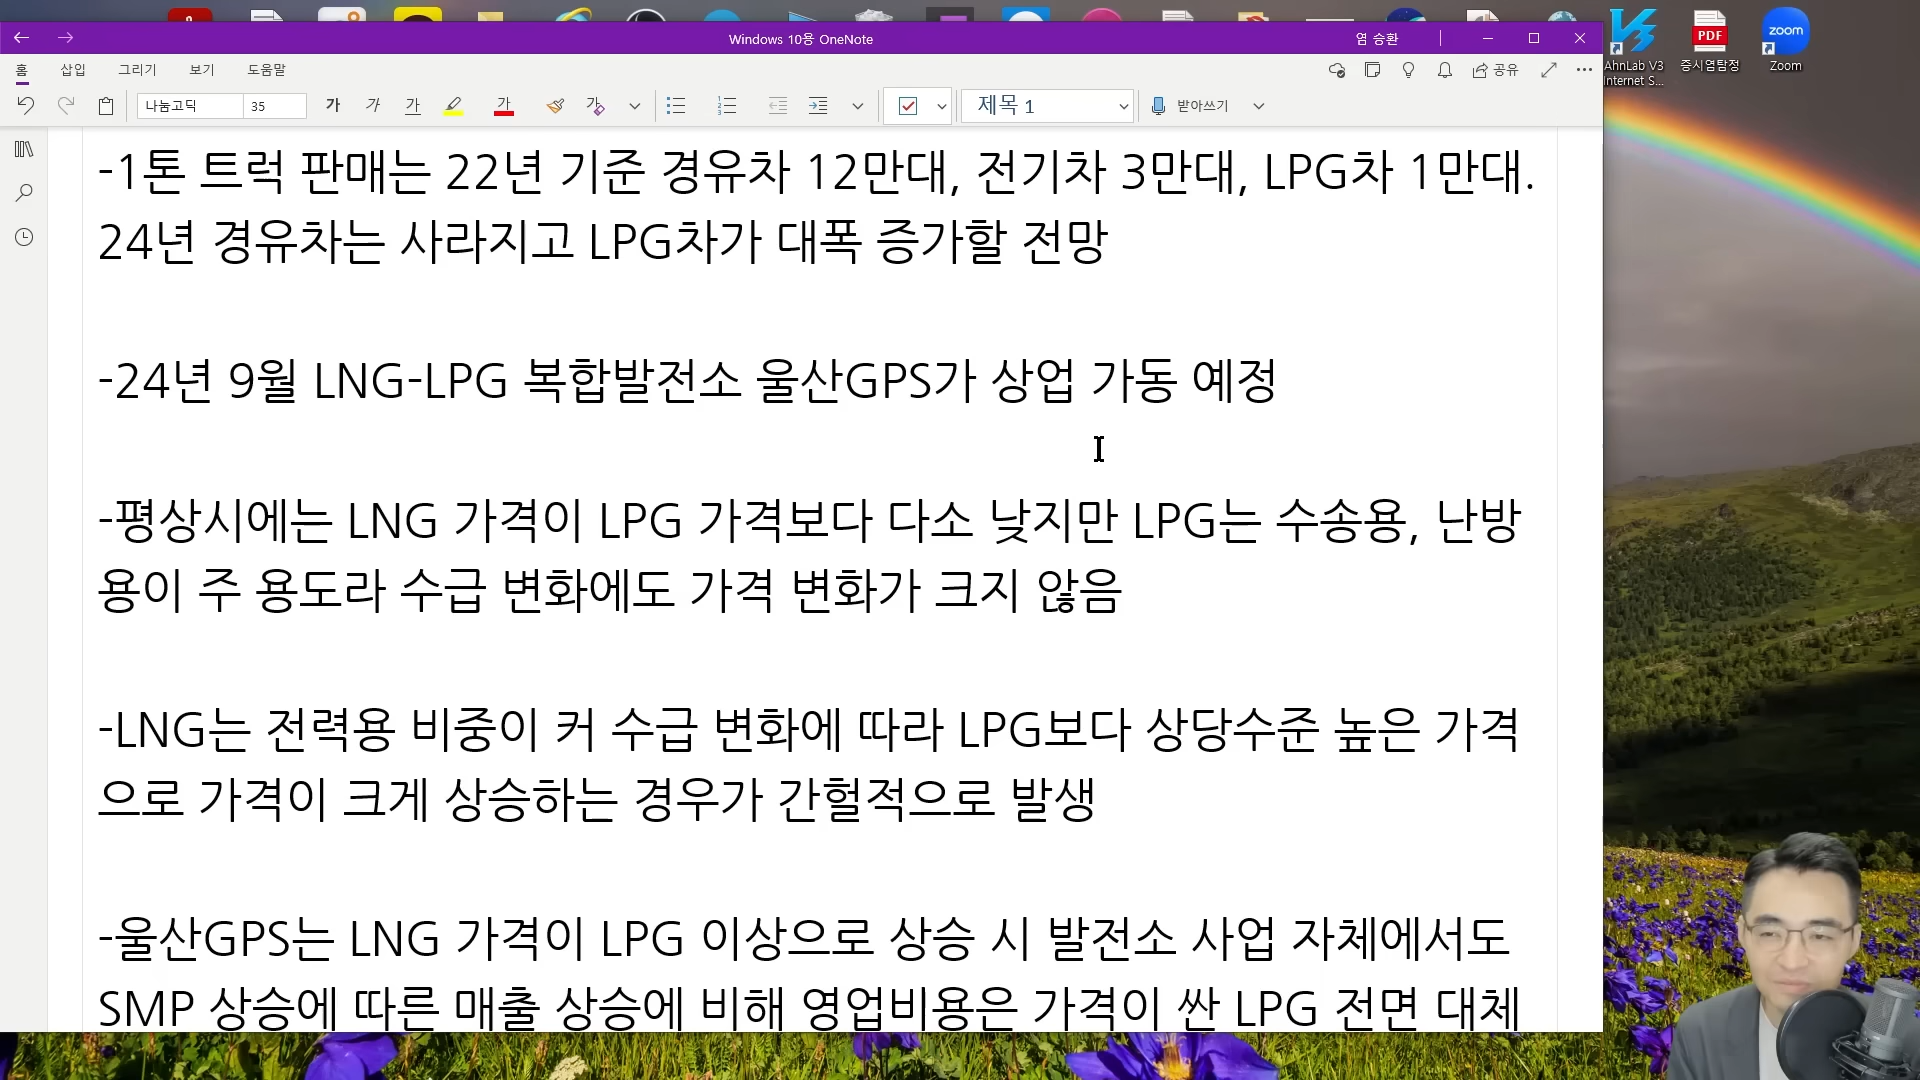 Windows 10용 OneNote
염 승환
홈 삽입 그리기 보기 도움말
공유
나눔고딕 35 가 가 가 가 가 제목 1 받아쓰기
-1톤 트럭 판매는 22년 기준 경유차 12만대, 전기차 3만대, LPG차 1만대.
24년 경유차는 사라지고 LPG차가 대폭 증가할 전망
-24년 9월 LNG-LPG 복합발전소 울산GPS가 상업 가동 예정
-평상시에는 LNG 가격이 LPG 가격보다 다소 낮지만 LPG는 수송용, 난방
용이 주 용도라 수급 변화에도 가격 변화가 크지 않음
-LNG는 전력용 비중이 커 수급 변화에 따라 LPG보다 상당수준 높은 가격
으로 가격이 크게 상승하는 경우가 간헐적으로 발생
-울산GPS는 LNG 가격이 LPG 이상으로 상승 시 발전소 사업 자체에서도
SMP 상승에 따른 매출 상승에 비해 영업비용은 가격이 싼 LPG 전면 대체
AhnLab V3
Internet S...
PDF
증시염탐정
zoom
Zoom